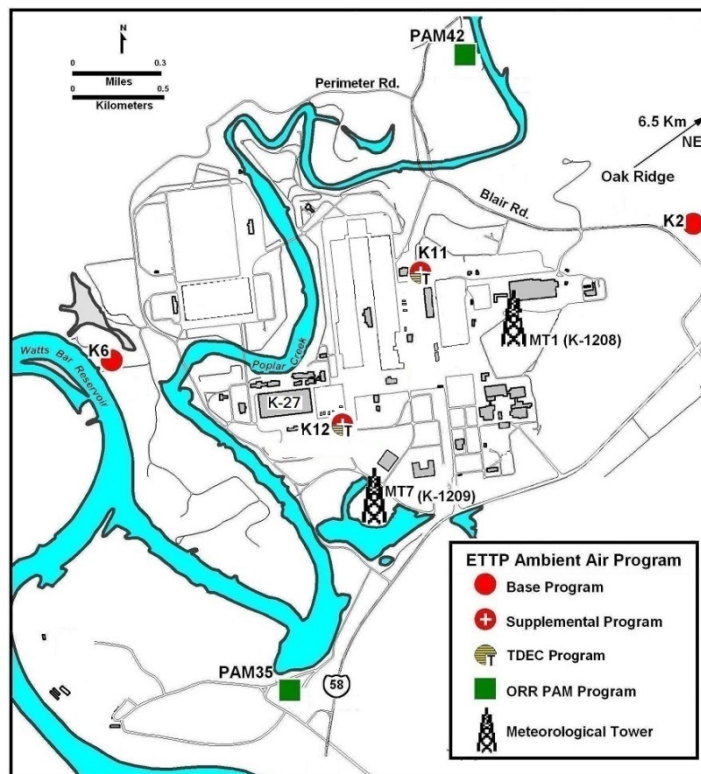 PAM42
N
0 0.3
Miles
0 0.5
Kilometers
Perimeter Rd.
6.5 Km
NE
Oak Ridge
Blair Rd.
K2
K11
T
MT1 (K-1208)
K6
Watts Bar Reservoir
Poplar Creek
K-27
K12
T
MT7 (K-1209)
PAM35
58
ETTP Ambient Air Program
Base Program
Supplemental Program
T
TDEC Program
ORR PAM Program
Meteorological Tower